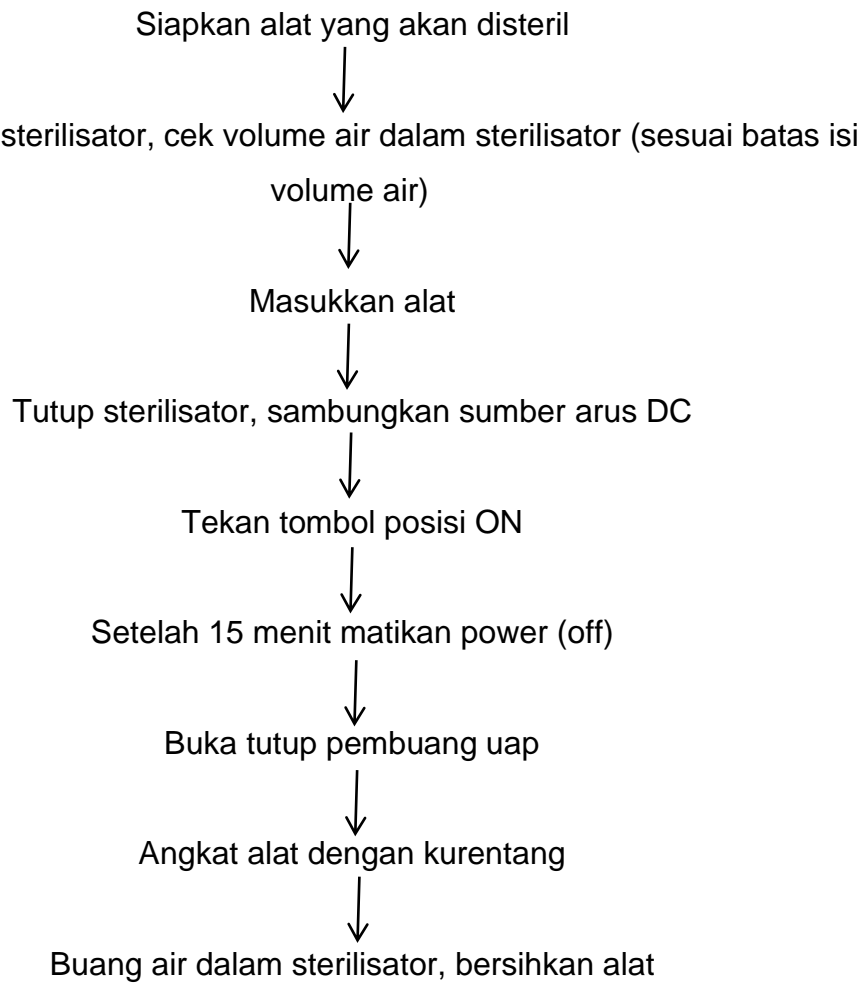 Siapkan alat yang akan disteril
sterilisator, cek volume air dalam sterilisator (sesuai batas isi
volume air)
Masukkan alat
Tutup sterilisator, sambungkan sumber arus DC
Tekan tombol posisi ON
Setelah 15 menit matikan power (off)
Buka tutup pembuang uap
Angkat alat dengan kurentang
Buang air dalam sterilisator, bersihkan alat